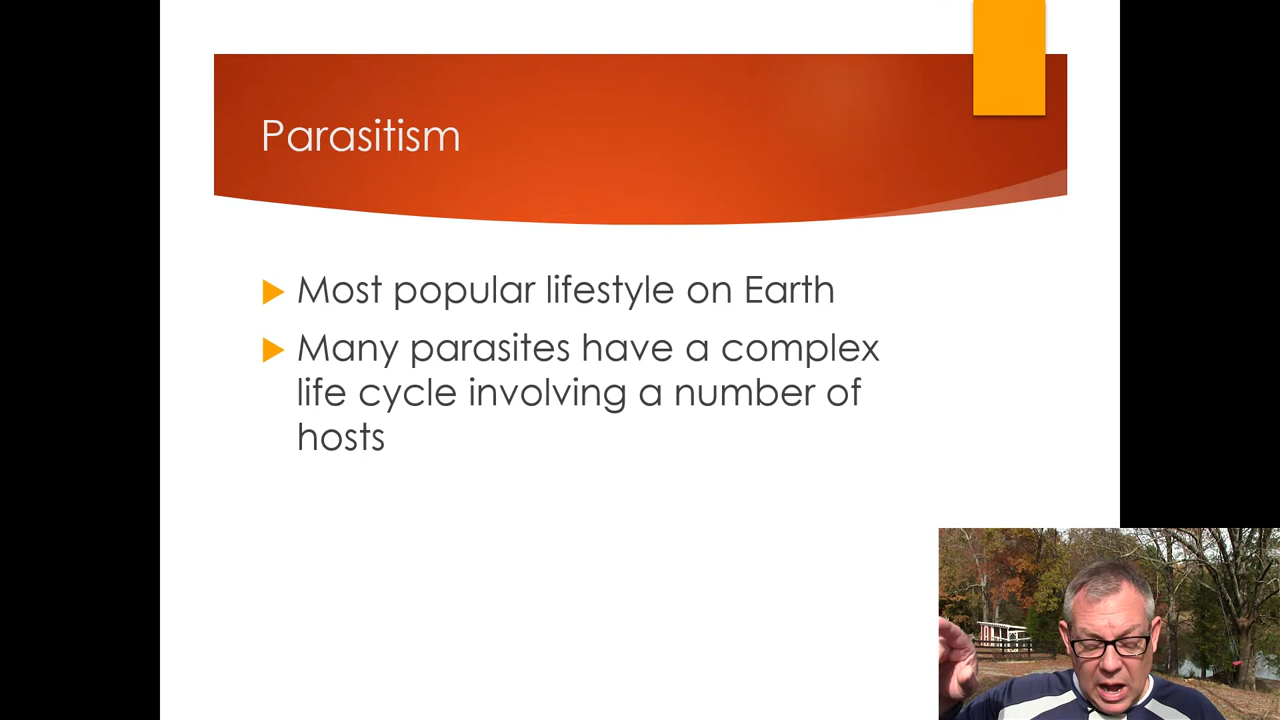 Parasitism
Most popular lifestyle on Earth
Many parasites have a complex
life cycle involving a number of
hosts